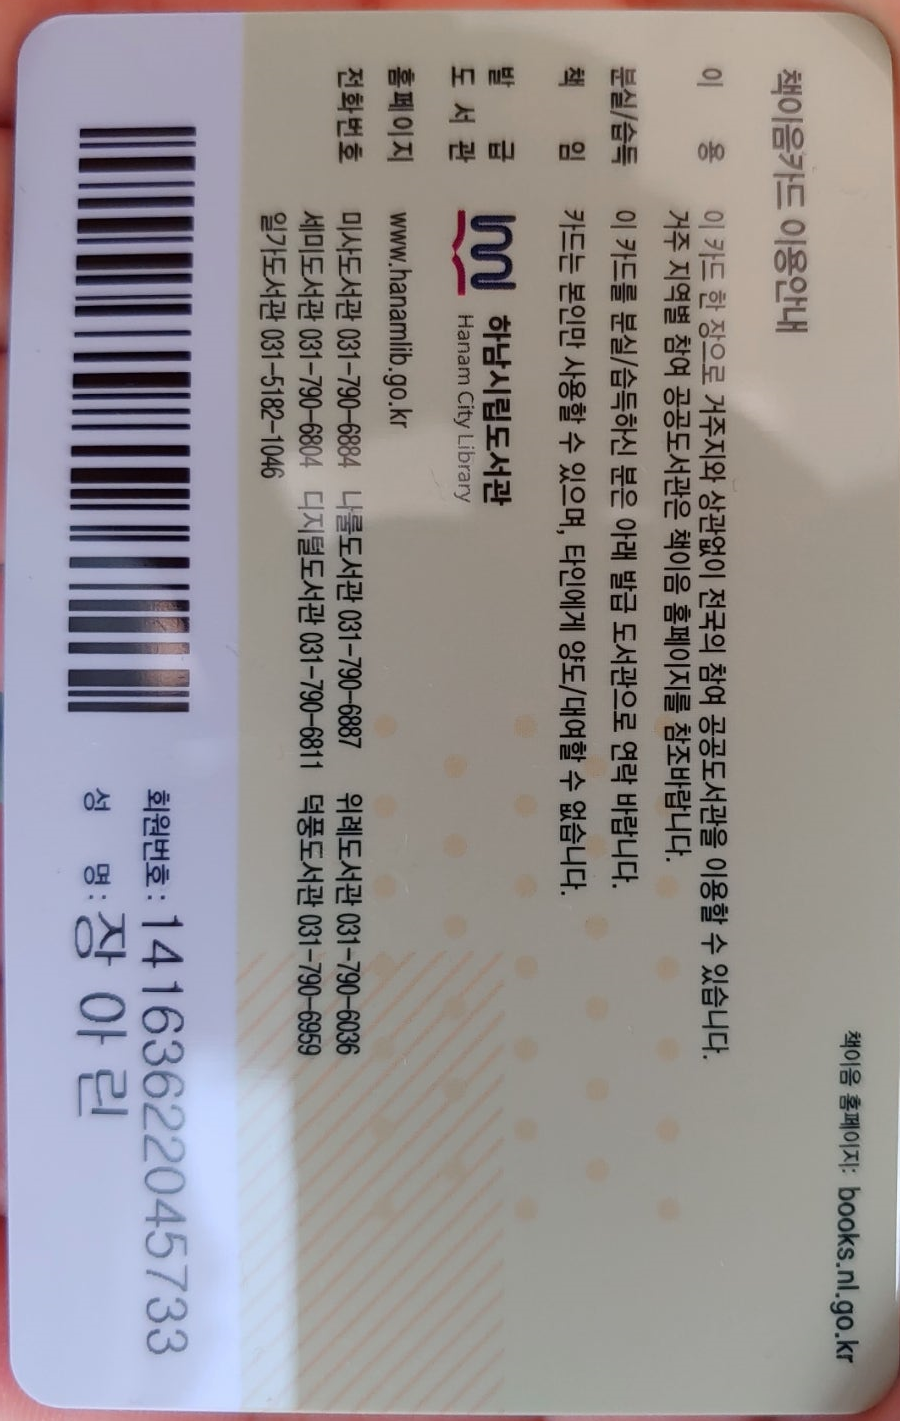 책이음 홈페이지: books.nl.go.kr
책이음카드 이용안내
이 용 이 카드 한 장으로 거주지와 상관없이 전국의 참여 공공도서관을 이용할 수 있습니다.
거주 지역별 참여 공공도서관은 책이음 홈페이지를 참조바랍니다.
분실/습득 이 카드를 분실/습득하신 분은 아래 발급 도서관으로 연락 바랍니다.
책 임 카드는 본인만 사용할 수 있으며, 타인에게 양도/대여할 수 없습니다.
발 급 하남시립도서관
도 서 관 Hanam City Library
홈페이지 www.hanamlib.go.kr
전화번호 미사도서관 031-790-6884 나룰도서관 031-790-6887 위례도서관 031-790-6036
세미도서관 031-790-6804 디지털도서관 031-790-6811 덕풍도서관 031-790-6959
일가도서관 031-5182-1046
회원번호 : 14163622045733
성 명 : 장아린